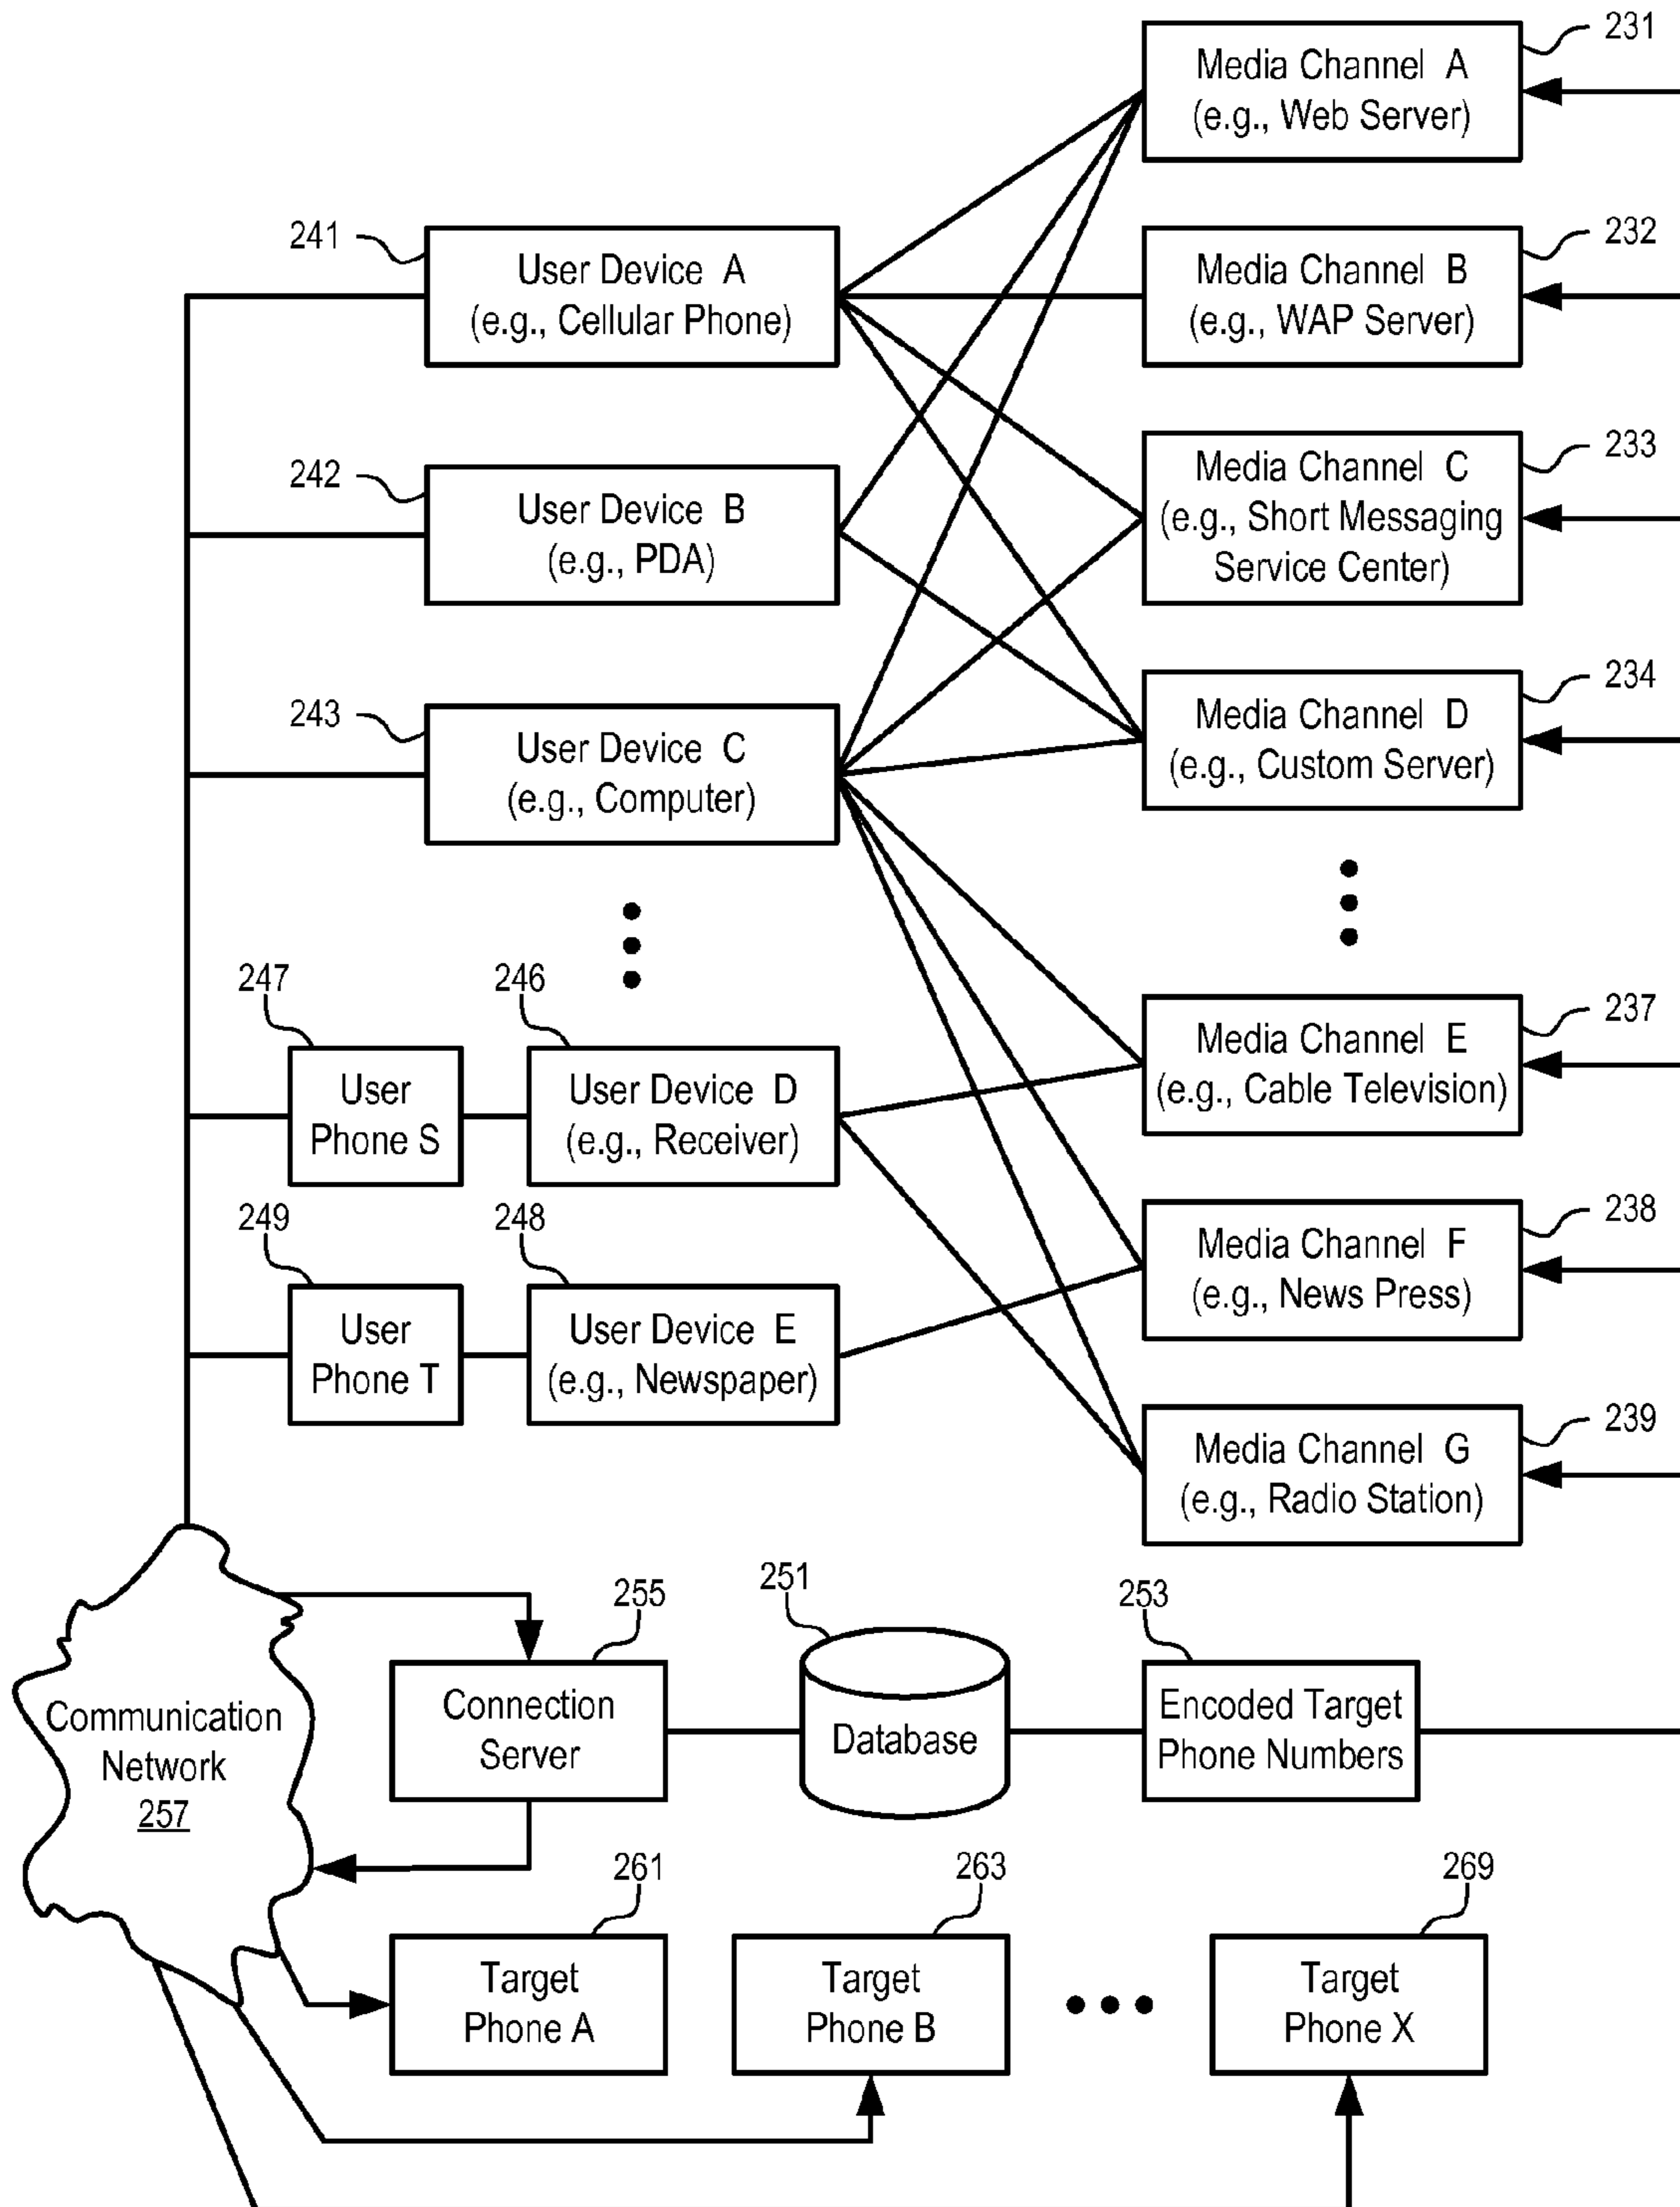 231
Media Channel A
(e.g., Web Server)
241
User Device A
(e.g., Cellular Phone)
232
Media Channel B
(e.g., WAP Server)
242
User Device B
(e.g., PDA)
233
Media Channel C
(e.g., Short Messaging
Service Center)
243
User Device C
(e.g., Computer)
234
Media Channel D
(e.g., Custom Server)
247
User
Phone S
246
User Device D
(e.g., Receiver)
237
Media Channel E
(e.g., Cable Television)
249
User
Phone T
248
User Device E
(e.g., Newspaper)
238
Media Channel F
(e.g., News Press)
239
Media Channel G
(e.g., Radio Station)
Communication
Network
257
255
Connection
Server
251
Database
253
Encoded Target
Phone Numbers
261
Target
Phone A
263
Target
Phone B
269
Target
Phone X